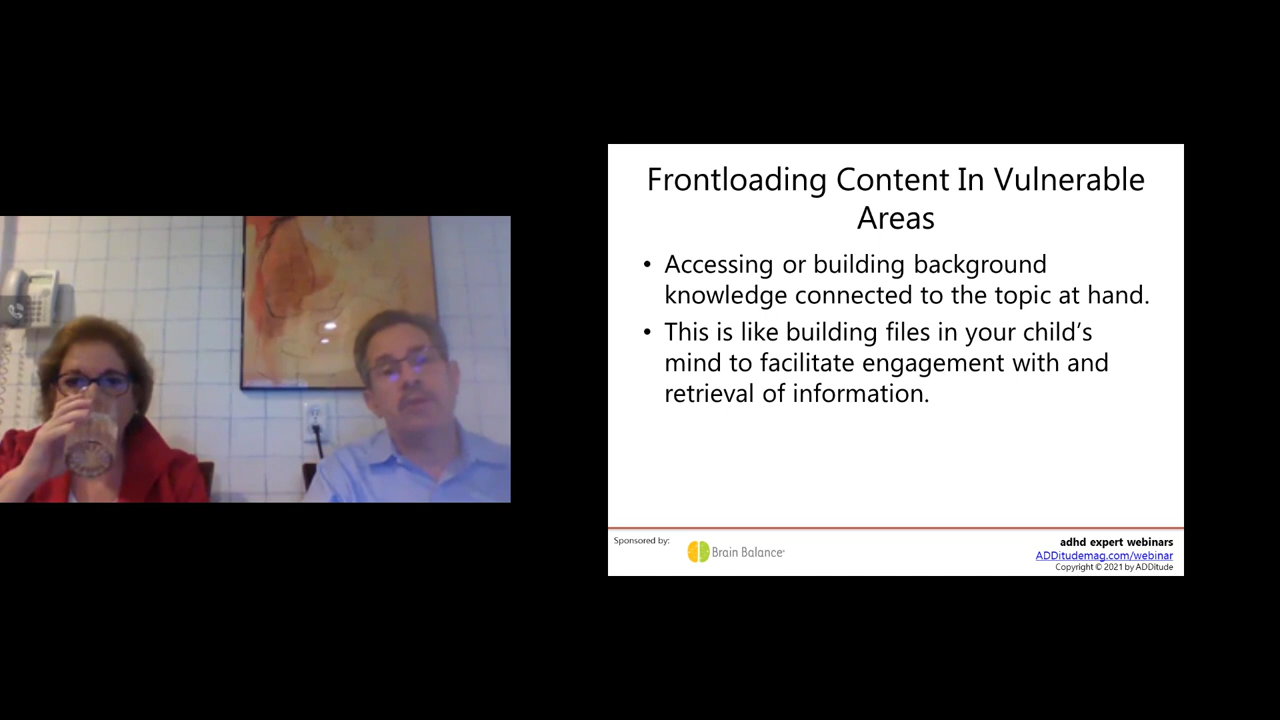 Frontloading Content In Vulnerable
Areas
• Accessing or building background
knowledge connected to the topic at hand.
• This is like building files in your child’s
mind to facilitate engagement with and
retrieval of information.
Sponsored by:
Brain Balance
adhd expert webinars
ADDitudemag.com/webinar
Copyright © 2021 by ADDitude